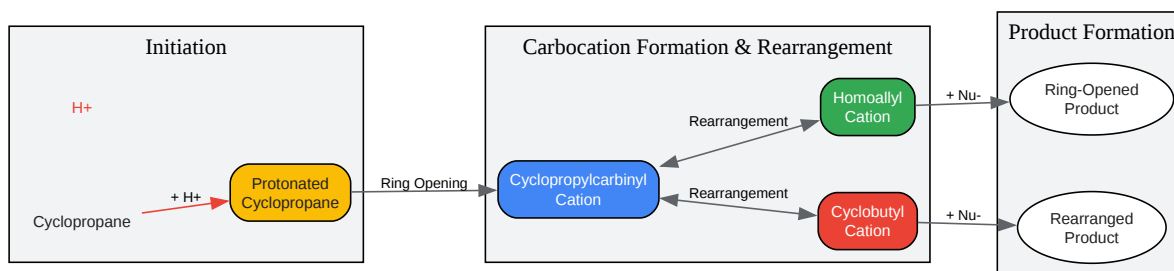 Initiation
H+
+ H+
Cyclopropane
Protonated
Cyclopropane
Ring Opening
Carbocation Formation & Rearrangement
Cyclopropylcarbinyl
Cation
Rearrangement
Rearrangement
Homoallyl
Cation
Cyclobutyl
Cation
+ Nu-
+ Nu-
Product Formation
Ring-Opened
Product
Rearranged
Product